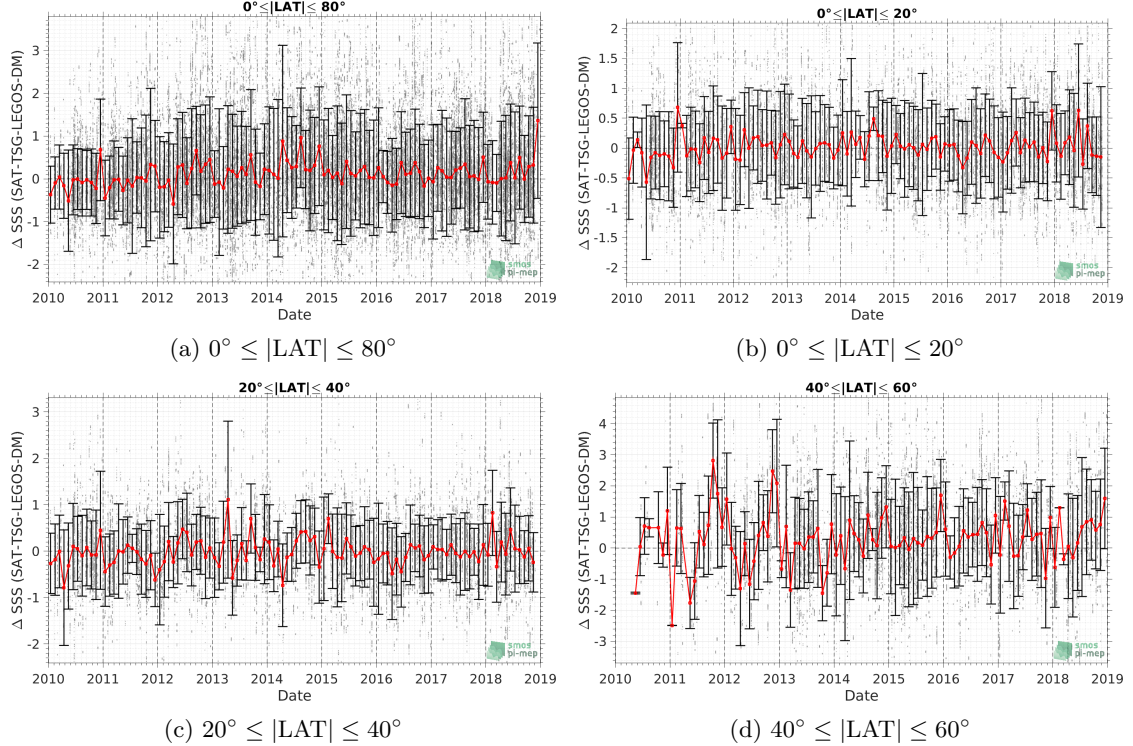 0°≤|LAT|≤ 80°
Δ SSS (SAT-TSG-LEGOS-DM)
3
2
1
0
-1
-2
2010 2011 2012 2013 2014 2015 2016 2017 2018 2019
Date
smos
pi-mep
(a) 0° ≤ |LAT| ≤ 80°
0°≤|LAT|≤ 20°
Δ SSS (SAT-TSG-LEGOS-DM)
2
1.5
1
0.5
0
-0.5
-1
-1.5
-2
2010 2011 2012 2013 2014 2015 2016 2017 2018 2019
Date
smos
pi-mep
(b) 0° ≤ |LAT| ≤ 20°
20°≤|LAT|≤ 40°
Δ SSS (SAT-TSG-LEGOS-DM)
3
2
1
0
-1
-2
2010 2011 2012 2013 2014 2015 2016 2017 2018 2019
Date
smos
pi-mep
(c) 20° ≤ |LAT| ≤ 40°
40°≤|LAT|≤ 60°
Δ SSS (SAT-TSG-LEGOS-DM)
4
3
2
1
0
-1
-2
-3
2010 2011 2012 2013 2014 2015 2016 2017 2018 2019
Date
smos
pi-mep
(d) 40° ≤ |LAT| ≤ 60°